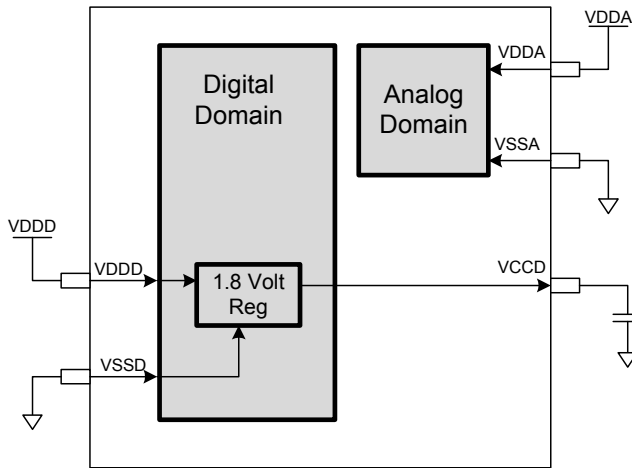 VDDA
VDDA
Digital
Domain
Analog
Domain
VSSA
VDDD
VDDD
1.8 Volt
Reg
VCCD
VSSD